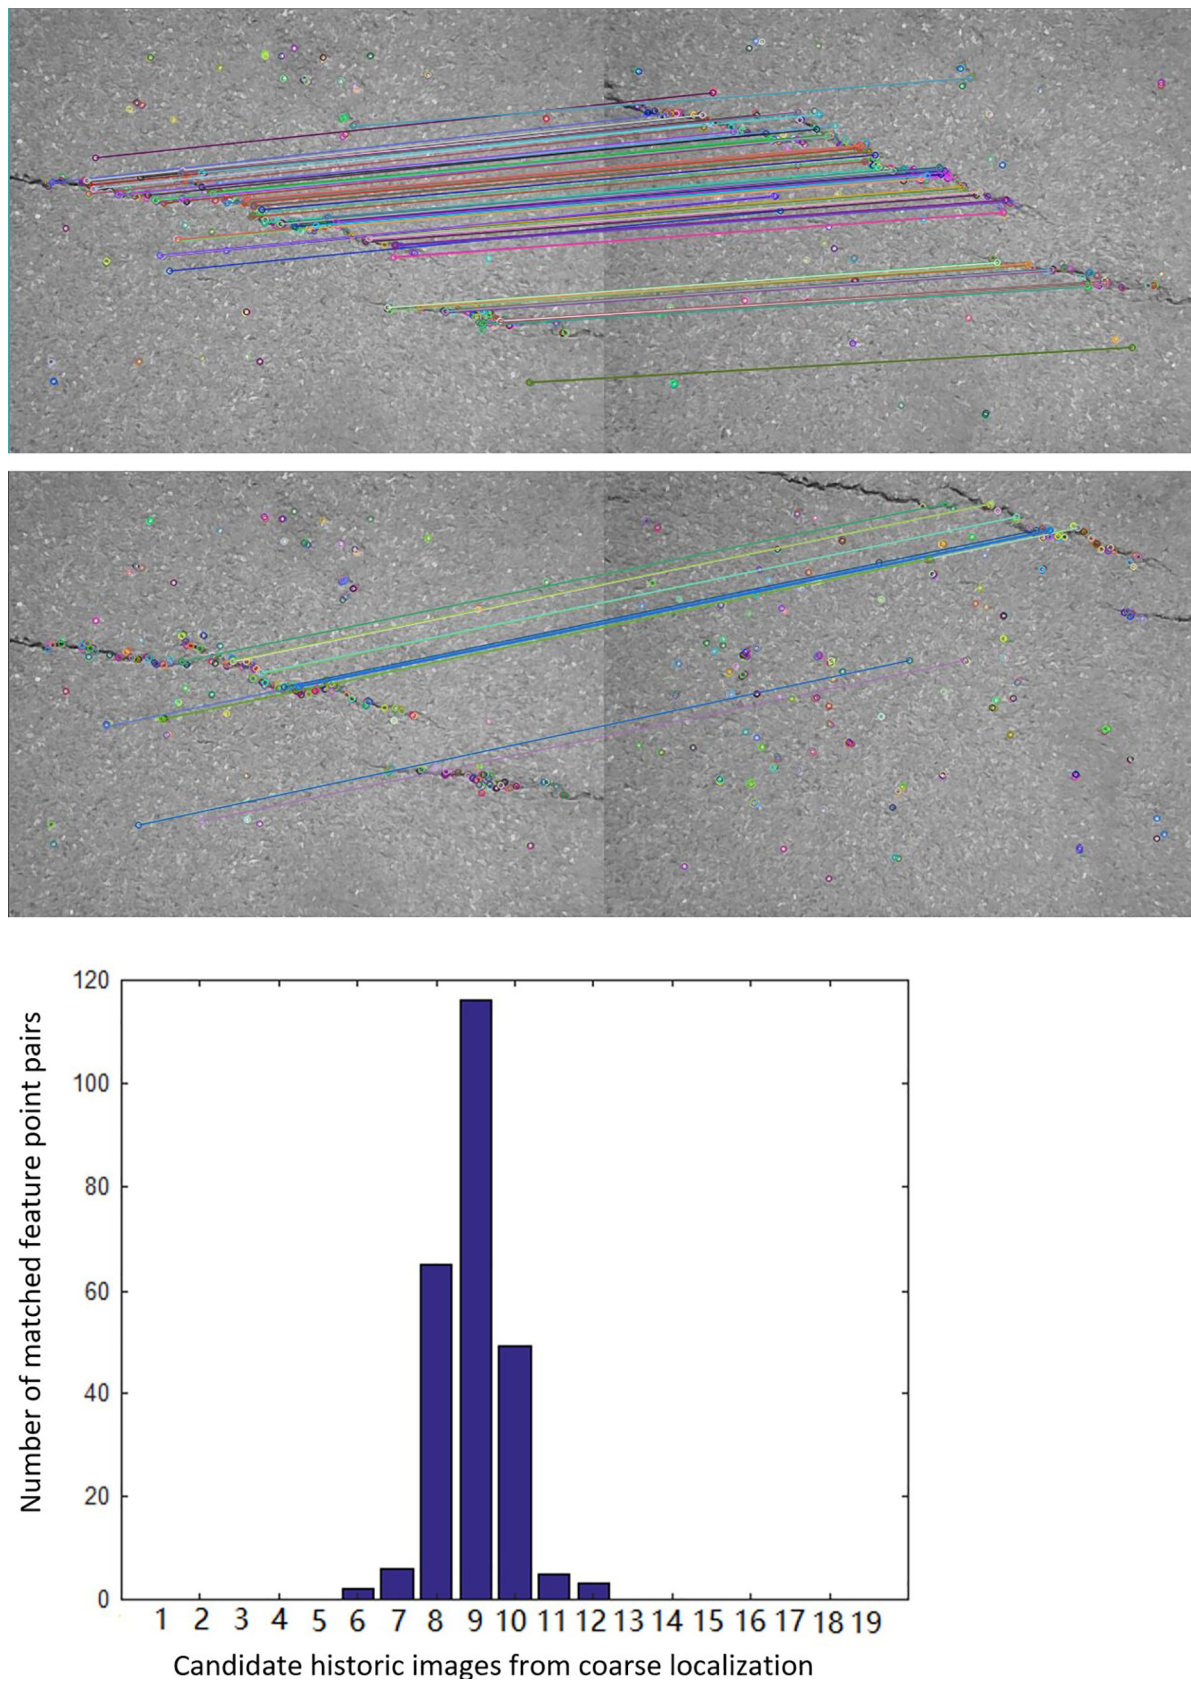 Number of matched feature point pairs
120
100
80
60
40
20
0
1 2 3 4 5 6 7 8 9 10 11 12 13 14 15 16 17 18 19
Candidate historic images from coarse localization